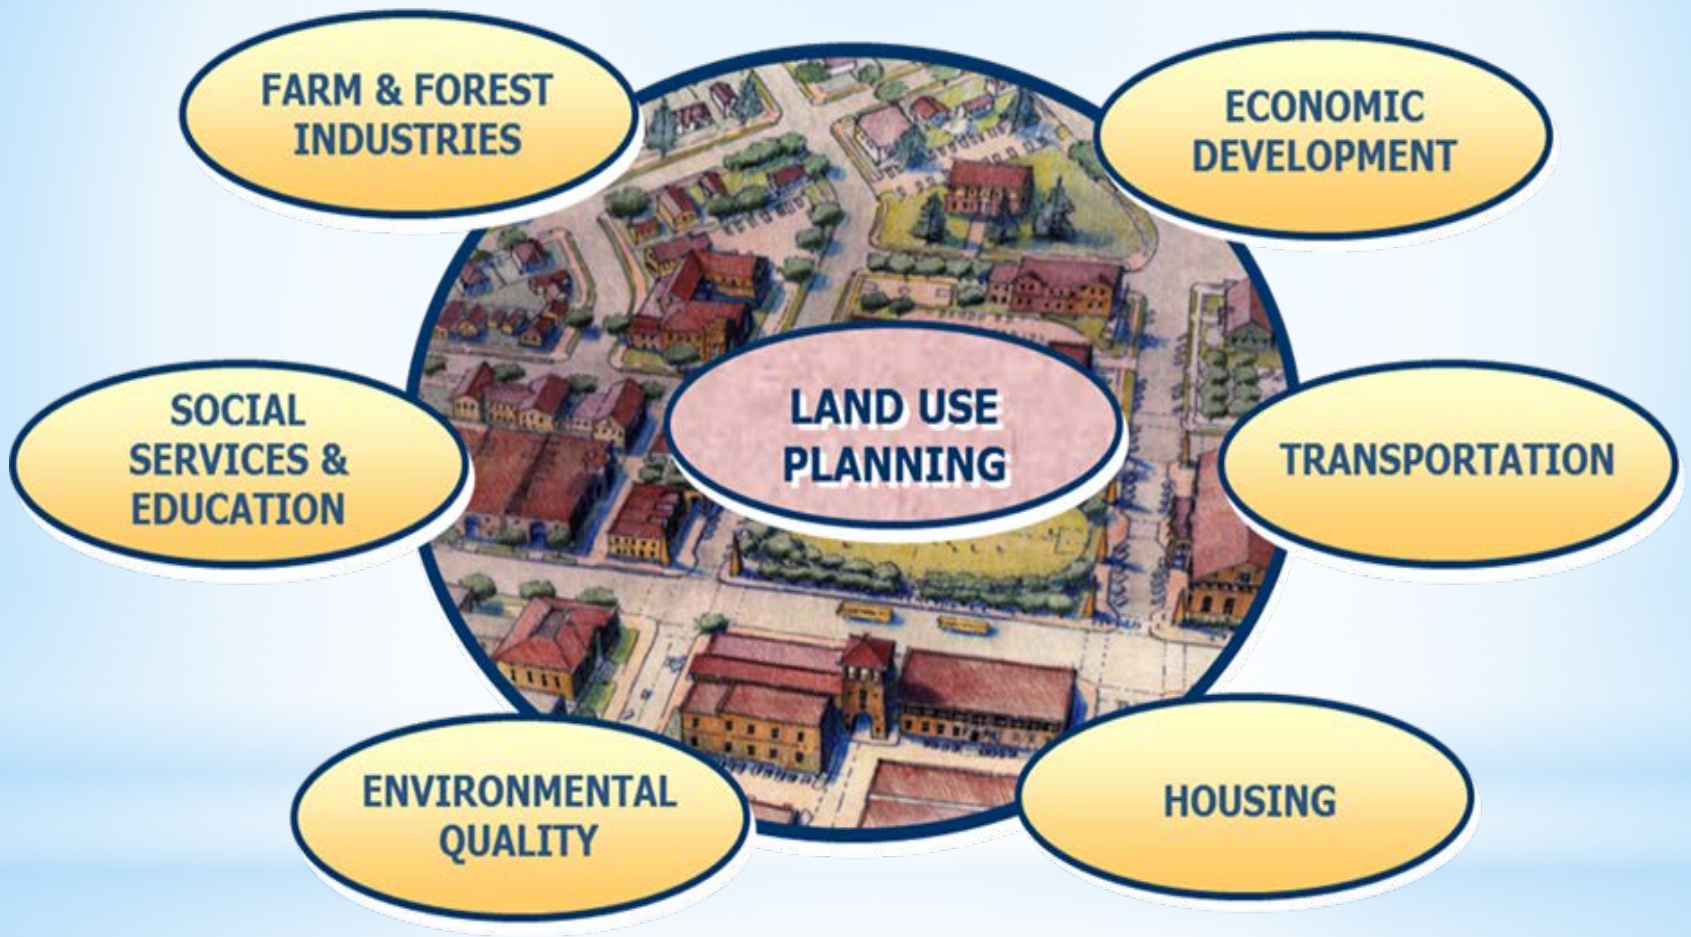 FARM & FOREST
INDUSTRIES
ECONOMIC
DEVELOPMENT
SOCIAL
SERVICES &
EDUCATION
LAND USE
PLANNING
TRANSPORTATION
ENVIRONMENTAL
QUALITY
HOUSING